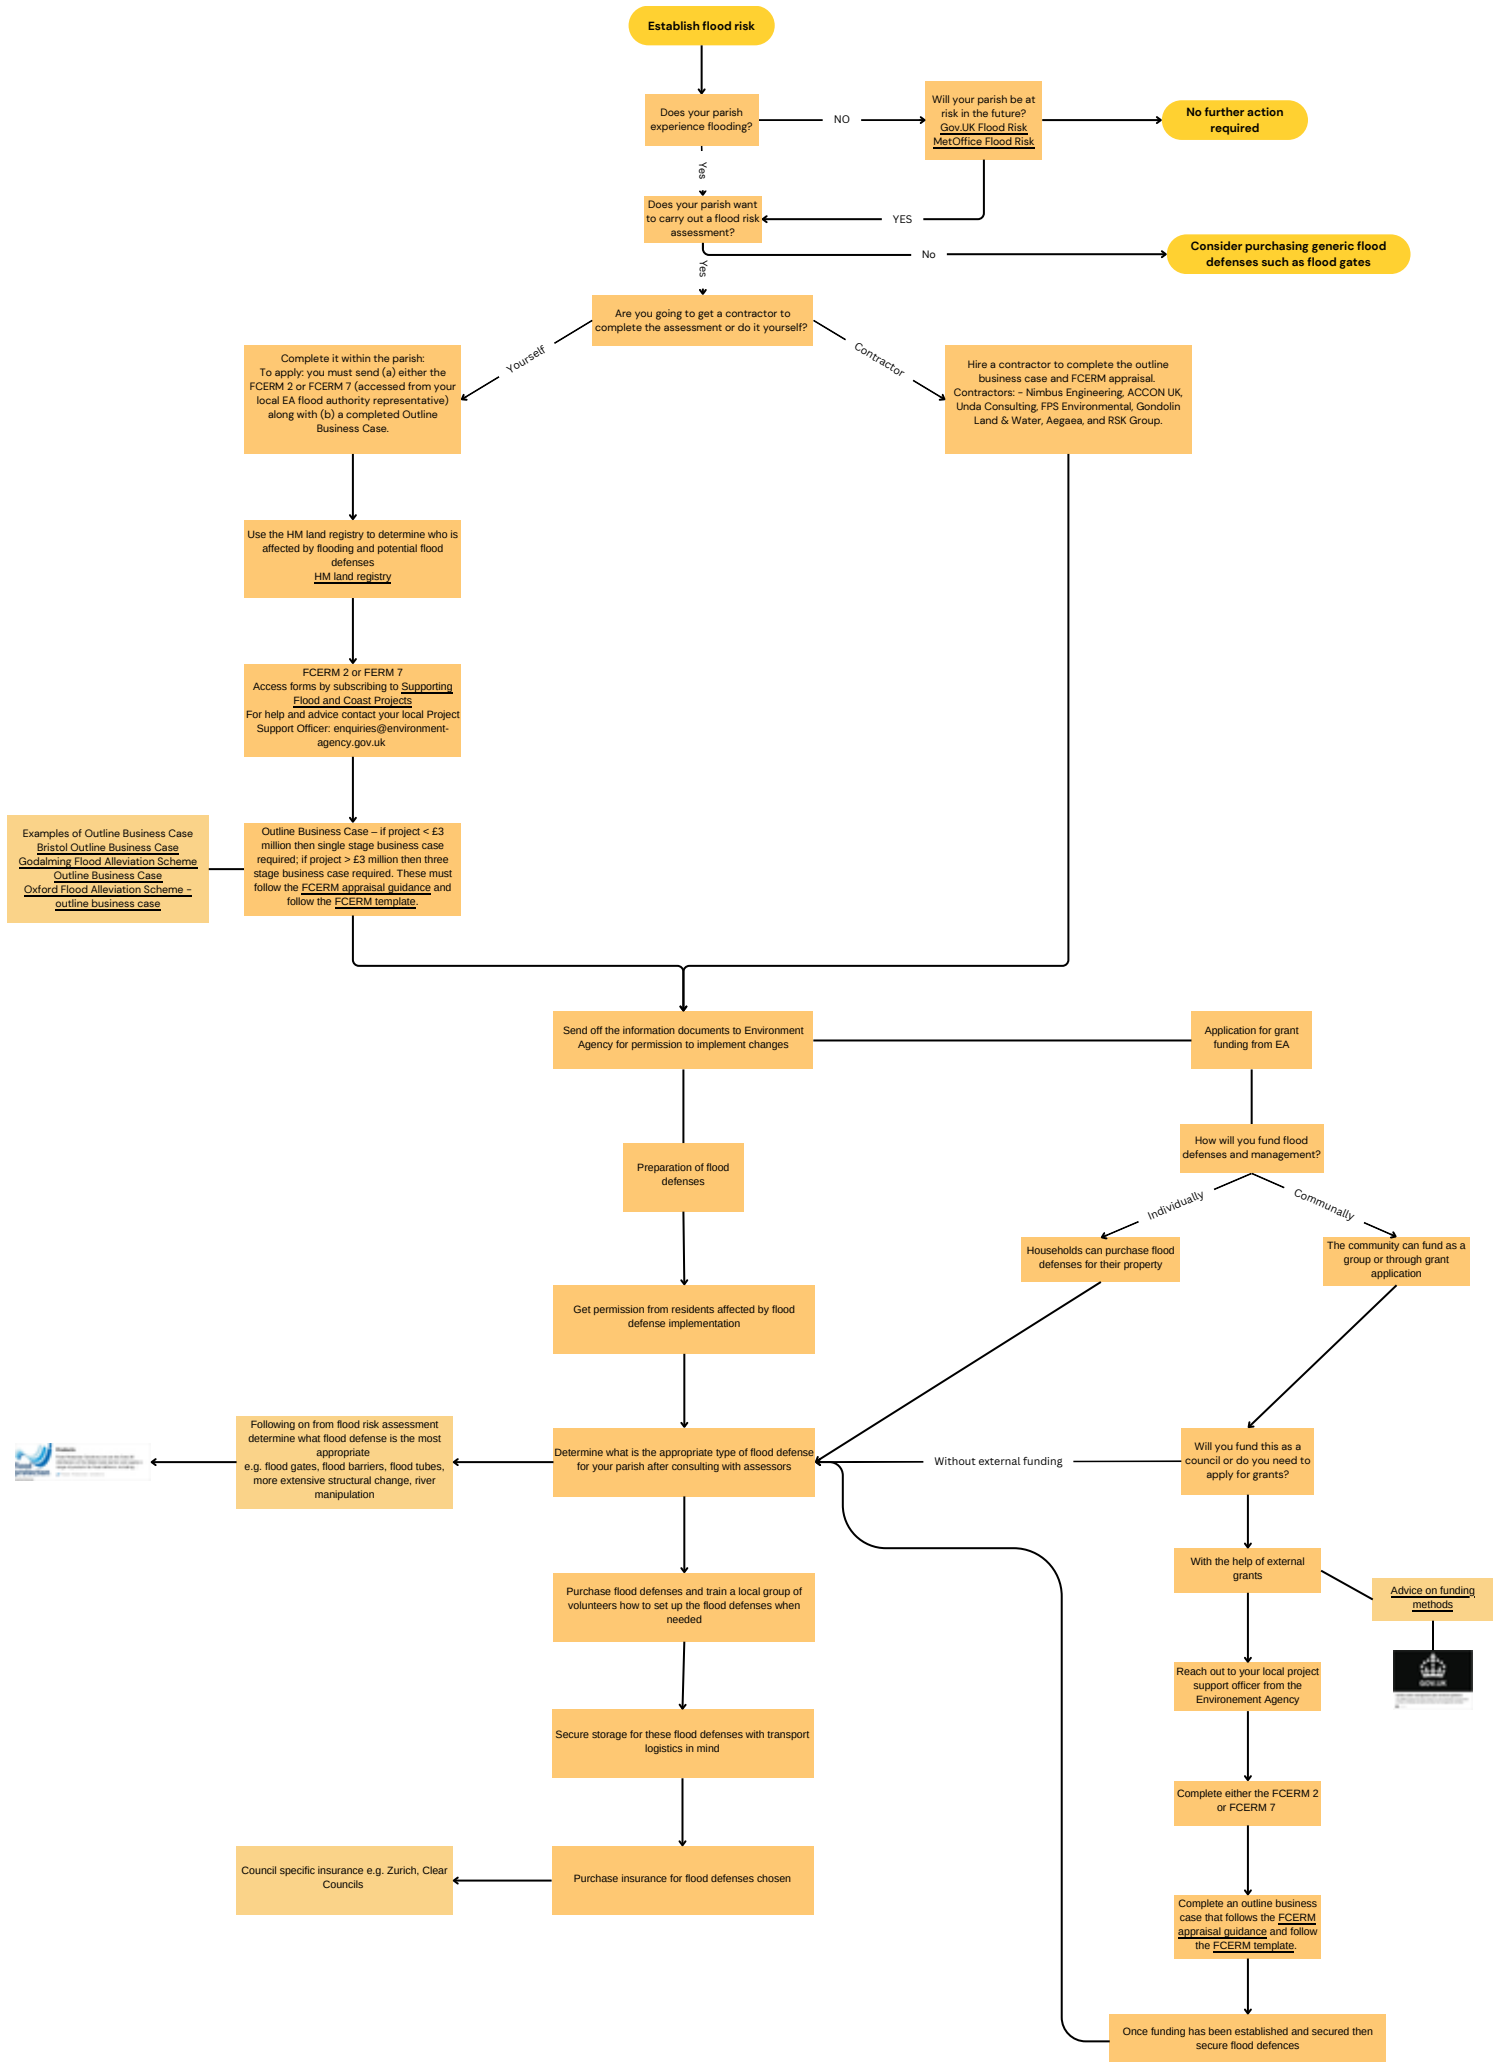 Establish flood risk
Does your parish
experience flooding?
NO
Will your parish be at
risk in the future?
Gov.UK Flood Risk
MetOffice Flood Risk
No further action
required
Yes
YES
Does your parish want
to carry out a flood risk
assessment?
No
Consider purchasing generic flood
defenses such as flood gates
Yes
Are you going to get a contractor to
complete the assessment or do it yourself?
Yourself
Contractor
Complete it within the parish:
To apply: you must send (a) either the
FCERM 2 or FCERM 7 (accessed from your
local EA flood authority representative)
along with (b) a completed Outline
Business Case.
Hire a contractor to complete the outline
business case and FCERM appraisal.
Contractors: - Nimbus Engineering, ACCON UK,
Unda Consulting, FPS Environmental, Gondolin
Land & Water, Aegaea, and RSK Group.
Use the HM land registry to determine who is
affected by flooding and potential flood
defenses
HM land registry
FCERM 2 or FERM 7
Access forms by subscribing to Supporting
Flood and Coast Projects
For help and advice contact your local Project
Support Officer: enquiries@environment-
agency.gov.uk
Examples of Outline Business Case
Bristol Outline Business Case
Godalming Flood Alleviation Scheme
Outline Business Case
Oxford Flood Alleviation Scheme -
outline business case
Outline Business Case – if project < £3
million then single stage business case
required; if project > £3 million then three
stage business case required. These must
follow the FCERM appraisal guidance and
follow the FCERM template.
Send off the information documents to Environment
Agency for permission to implement changes
Application for grant
funding from EA
Preparation of flood
defenses
How will you fund flood
defenses and management?
Individually
Communally
Households can purchase flood
defenses for their property
The community can fund as a
group or through grant
application
Get permission from residents affected by flood
defense implementation
flood
protection
Following on from flood risk assessment
determine what flood defense is the most
appropriate
e.g. flood gates, flood barriers, flood tubes,
more extensive structural change, river
manipulation
Determine what is the appropriate type of flood defense
for your parish after consulting with assessors
Without external funding
Will you fund this as a
council or do you need to
apply for grants?
With the help of external
grants
Advice on funding
methods
GOV.UK
Purchase flood defenses and train a local group of
volunteers how to set up the flood defenses when
needed
Reach out to your local project
support officer from the
Environement Agency
Secure storage for these flood defenses with transport
logistics in mind
Complete either the FCERM 2
or FCERM 7
Council specific insurance e.g. Zurich, Clear
Councils
Purchase insurance for flood defenses chosen
Complete an outline business
case that follows the FCERM
appraisal guidance and follow
the FCERM template.
Once funding has been established and secured then
secure flood defences